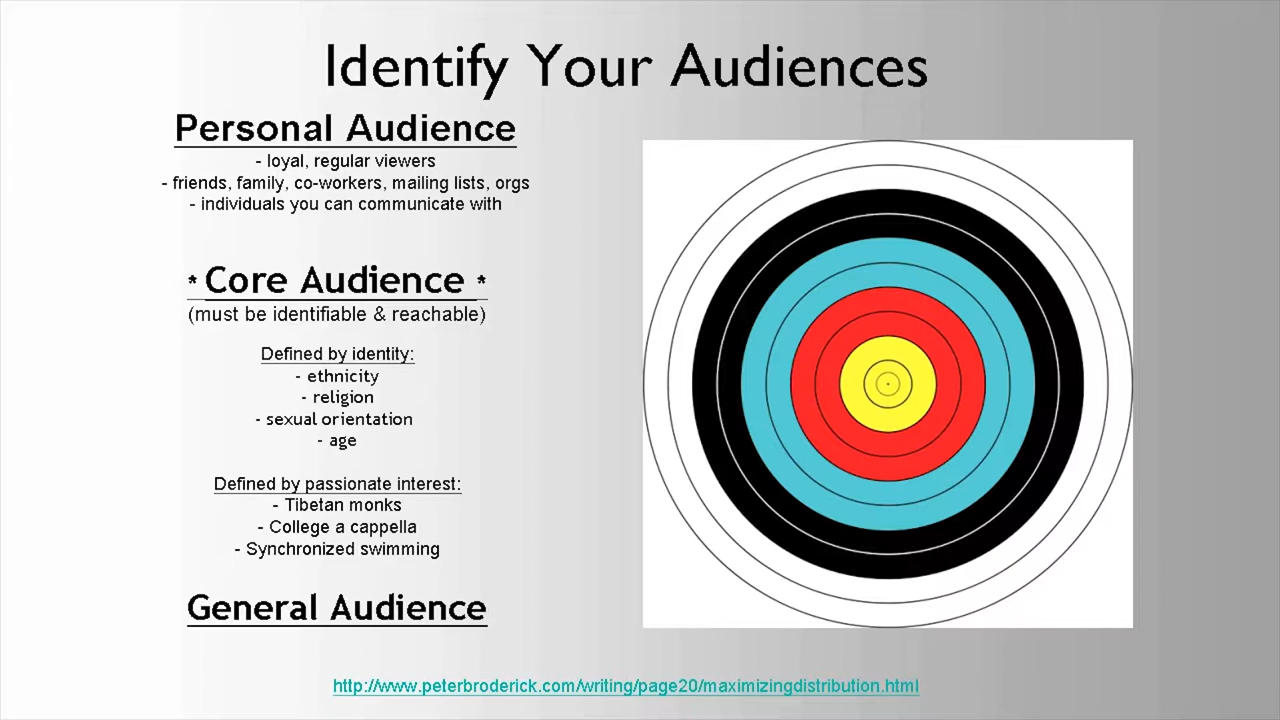 Identify Your Audiences
Personal Audience
- loyal, regular viewers
- friends, family, co-workers, mailing lists, orgs
- individuals you can communicate with
* Core Audience *
(must be identifiable & reachable)
Defined by identity:
- ethnicity
- religion
- sexual orientation
- age
Defined by passionate interest:
- Tibetan monks
- College a cappella
- Synchronized swimming
General Audience
http://www.peterbroderick.com/writing/page20/maximizingdistribution.html